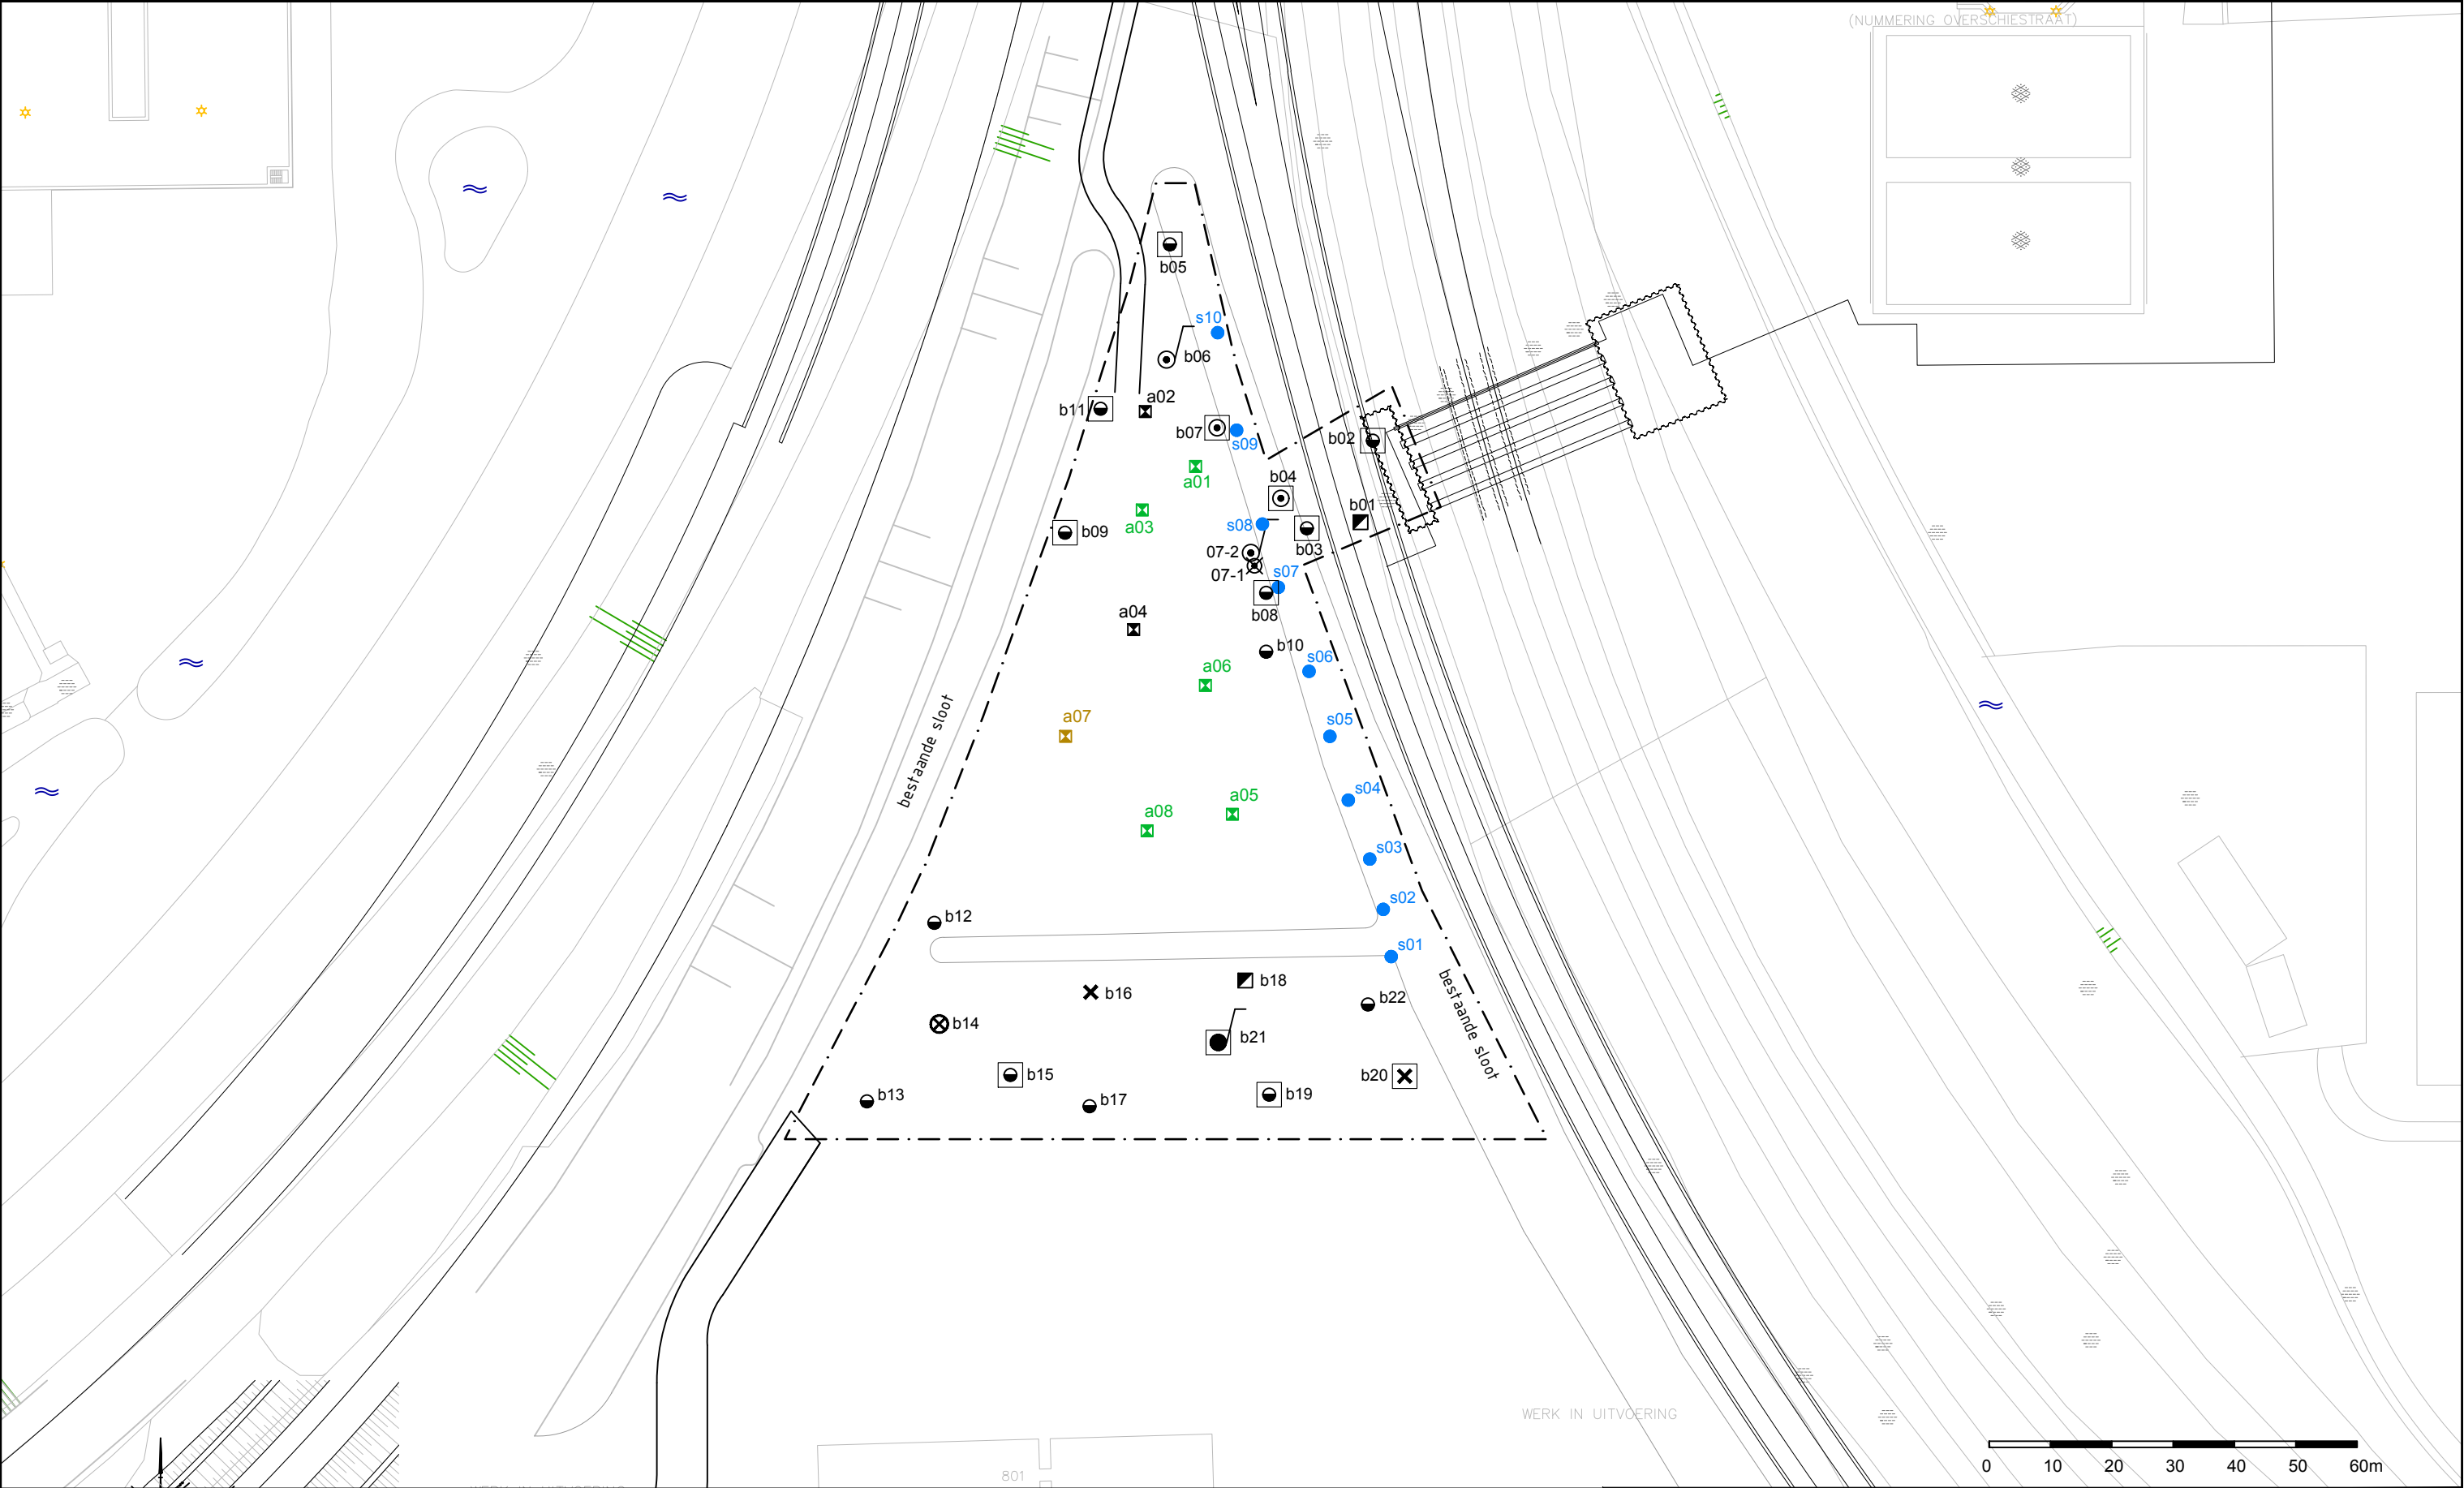 (NUMMERING OVERSCHIESTRAAT)
b05
s10
b06
b11
a02
b07
s09
b02
a01
b04
b01
a03
s08
b09
b03
07-2
07-1
s07
b08
a04
b10
s06
a06
a07
s05
bestaande sloot
s04
a08
a05
s03
s02
b12
s01
b18
b16
b22
b14
bestaande sloot
b21
b15
b20
b19
b13
b17
WERK IN UITVOERING
0 10 20 30 40 50 60m
801
WERK IN UITVOERING